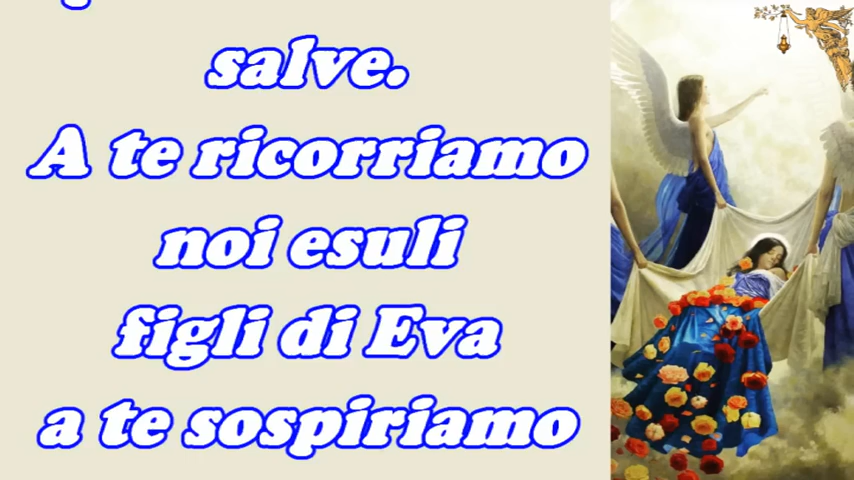 salve.
A te ricorriamo
noi esuli
figli di Eva
a te sospiriamo